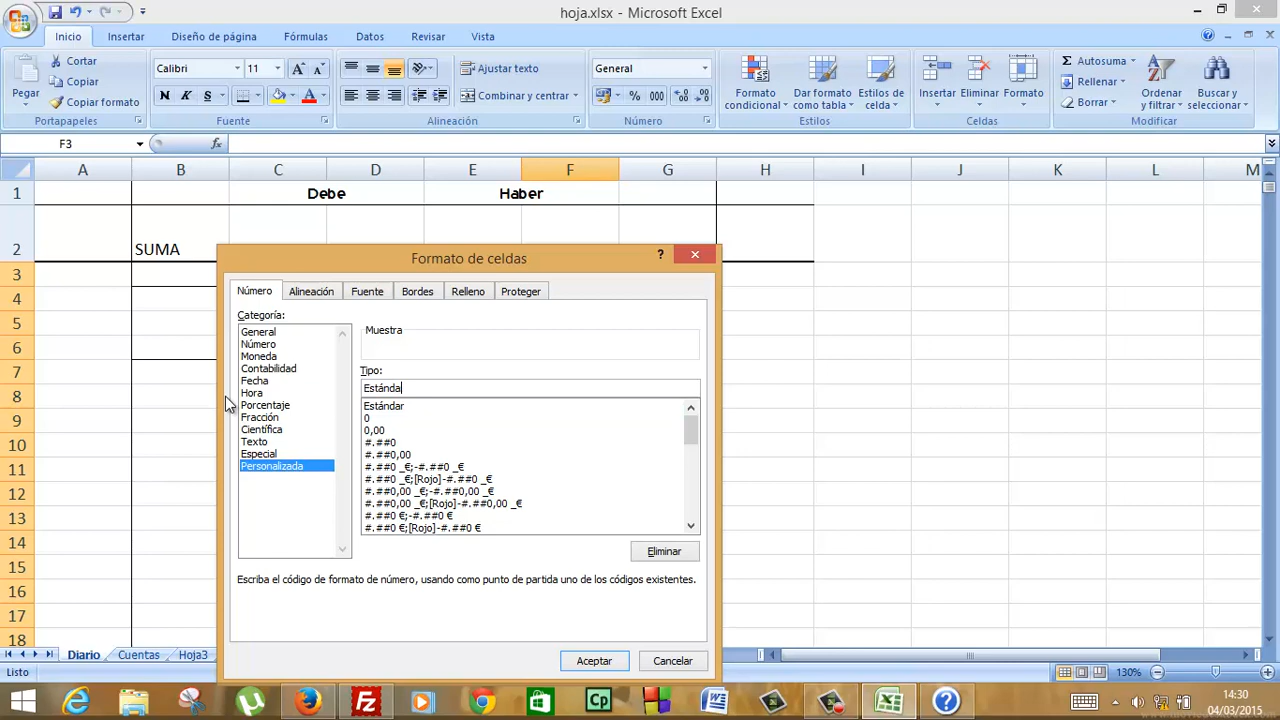 hoja.xlsx - Microsoft Excel
Inicio Insertar Diseño de página Fórmulas Datos Revisar Vista
Pegar Cortar Copiar Copiar formato
Portapapeles
Calibri 11
N K S
Fuente
Ajustar texto
Combinar y centrar
Alineación
General
% 000
Número
Formato condicional Dar formato como tabla Estilos de celda
Estilos
Insertar Eliminar Formato
Celdas
Autosuma Rellenar Borrar
Ordenar y filtrar Buscar y seleccionar
Modificar
F3 fx
A B C D E F G H I J K L M
1 Debe Haber
2 SUMA
3
4
5
6
7
8
9
10
11
12
13
14
15
16
17
18
Formato de celdas
Número Alineación Fuente Bordes Relleno Proteger
Categoría:
General
Número
Moneda
Contabilidad
Fecha
Hora
Porcentaje
Fracción
Científica
Texto
Especial
Personalizada
Muestra
Tipo:
Estánda
Estándar
0
0,00
#.##0
#.##0,00
#.##0 _€;-#.##0 _€
#.##0 _€;[Rojo]-#.##0 _€
#.##0,00 _€;-#.##0,00 _€
#.##0,00 _€;[Rojo]-#.##0,00 _€
#.##0 €;-#.##0 €
#.##0 €;[Rojo]-#.##0 €
Eliminar
Escriba el código de formato de número, usando como punto de partida uno de los códigos existentes.
Aceptar Cancelar
Diario Cuentas Hoja3
Listo 130%
14:30
04/03/2015